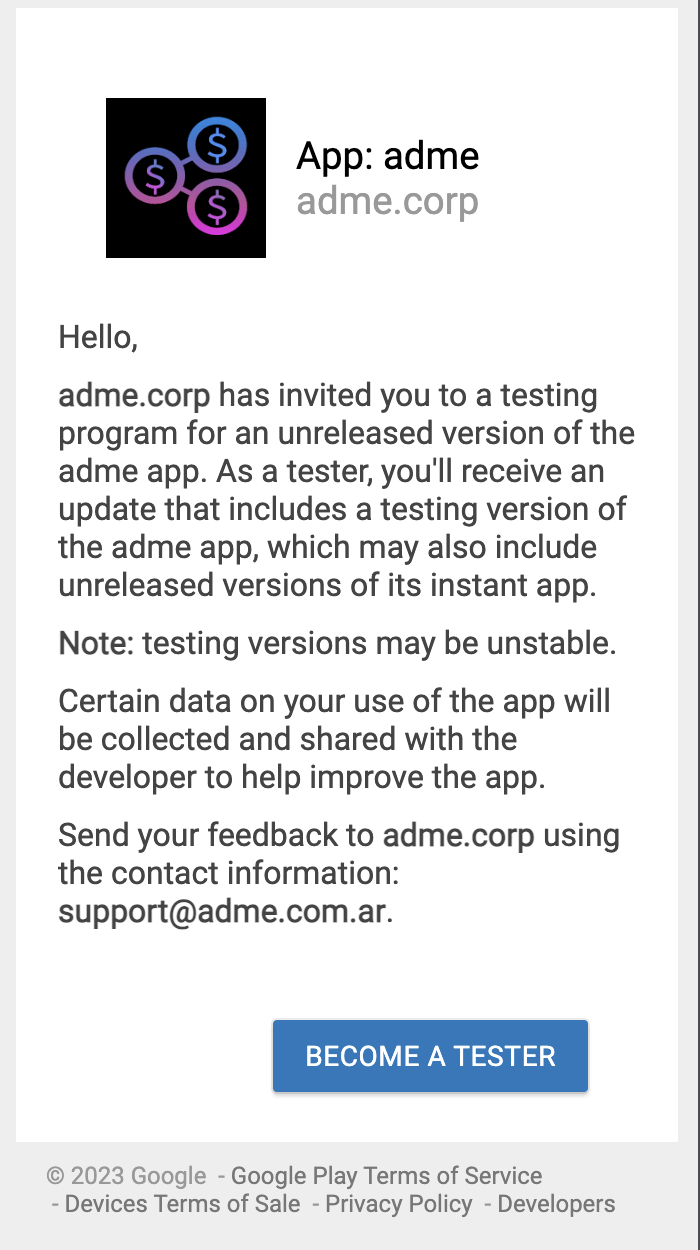 $
$
$
App: adme
adme.corp
Hello,
adme.corp has invited you to a testing
program for an unreleased version of the
adme app. As a tester, you'll receive an
update that includes a testing version of
the adme app, which may also include
unreleased versions of its instant app.
Note: testing versions may be unstable.
Certain data on your use of the app will
be collected and shared with the
developer to help improve the app.
Send your feedback to adme.corp using
the contact information:
support@adme.com.ar.
BECOME A TESTER
© 2023 Google - Google Play Terms of Service
- Devices Terms of Sale - Privacy Policy - Developers